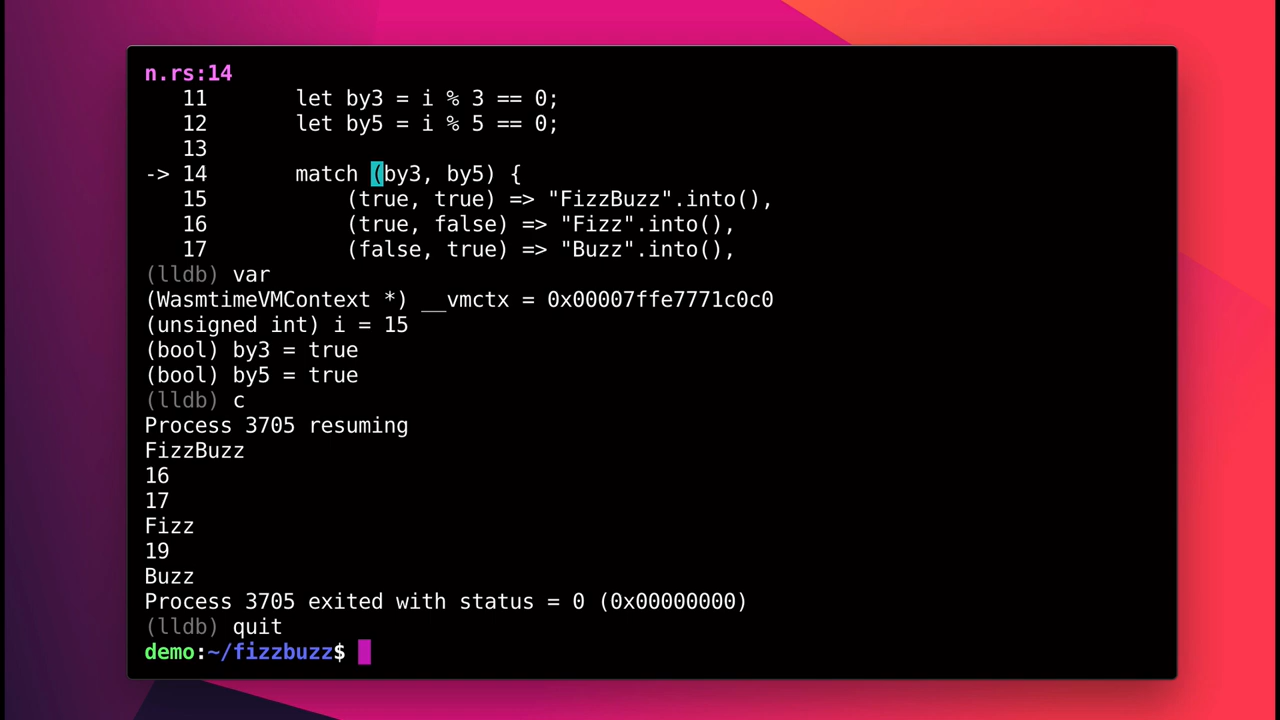 n.rs:14
   11       let by3 = i % 3 == 0;
   12       let by5 = i % 5 == 0;
   13
-> 14       match (by3, by5) {
   15           (true, true) => "FizzBuzz".into(),
   16           (true, false) => "Fizz".into(),
   17           (false, true) => "Buzz".into(),
(lldb) var
(WasmtimeVMContext *) __vmctx = 0x00007ffe7771c0c0
(unsigned int) i = 15
(bool) by3 = true
(bool) by5 = true
(lldb) c
Process 3705 resuming
FizzBuzz
16
17
Fizz
19
Buzz
Process 3705 exited with status = 0 (0x00000000)
(lldb) quit
demo:~/fizzbuzz$